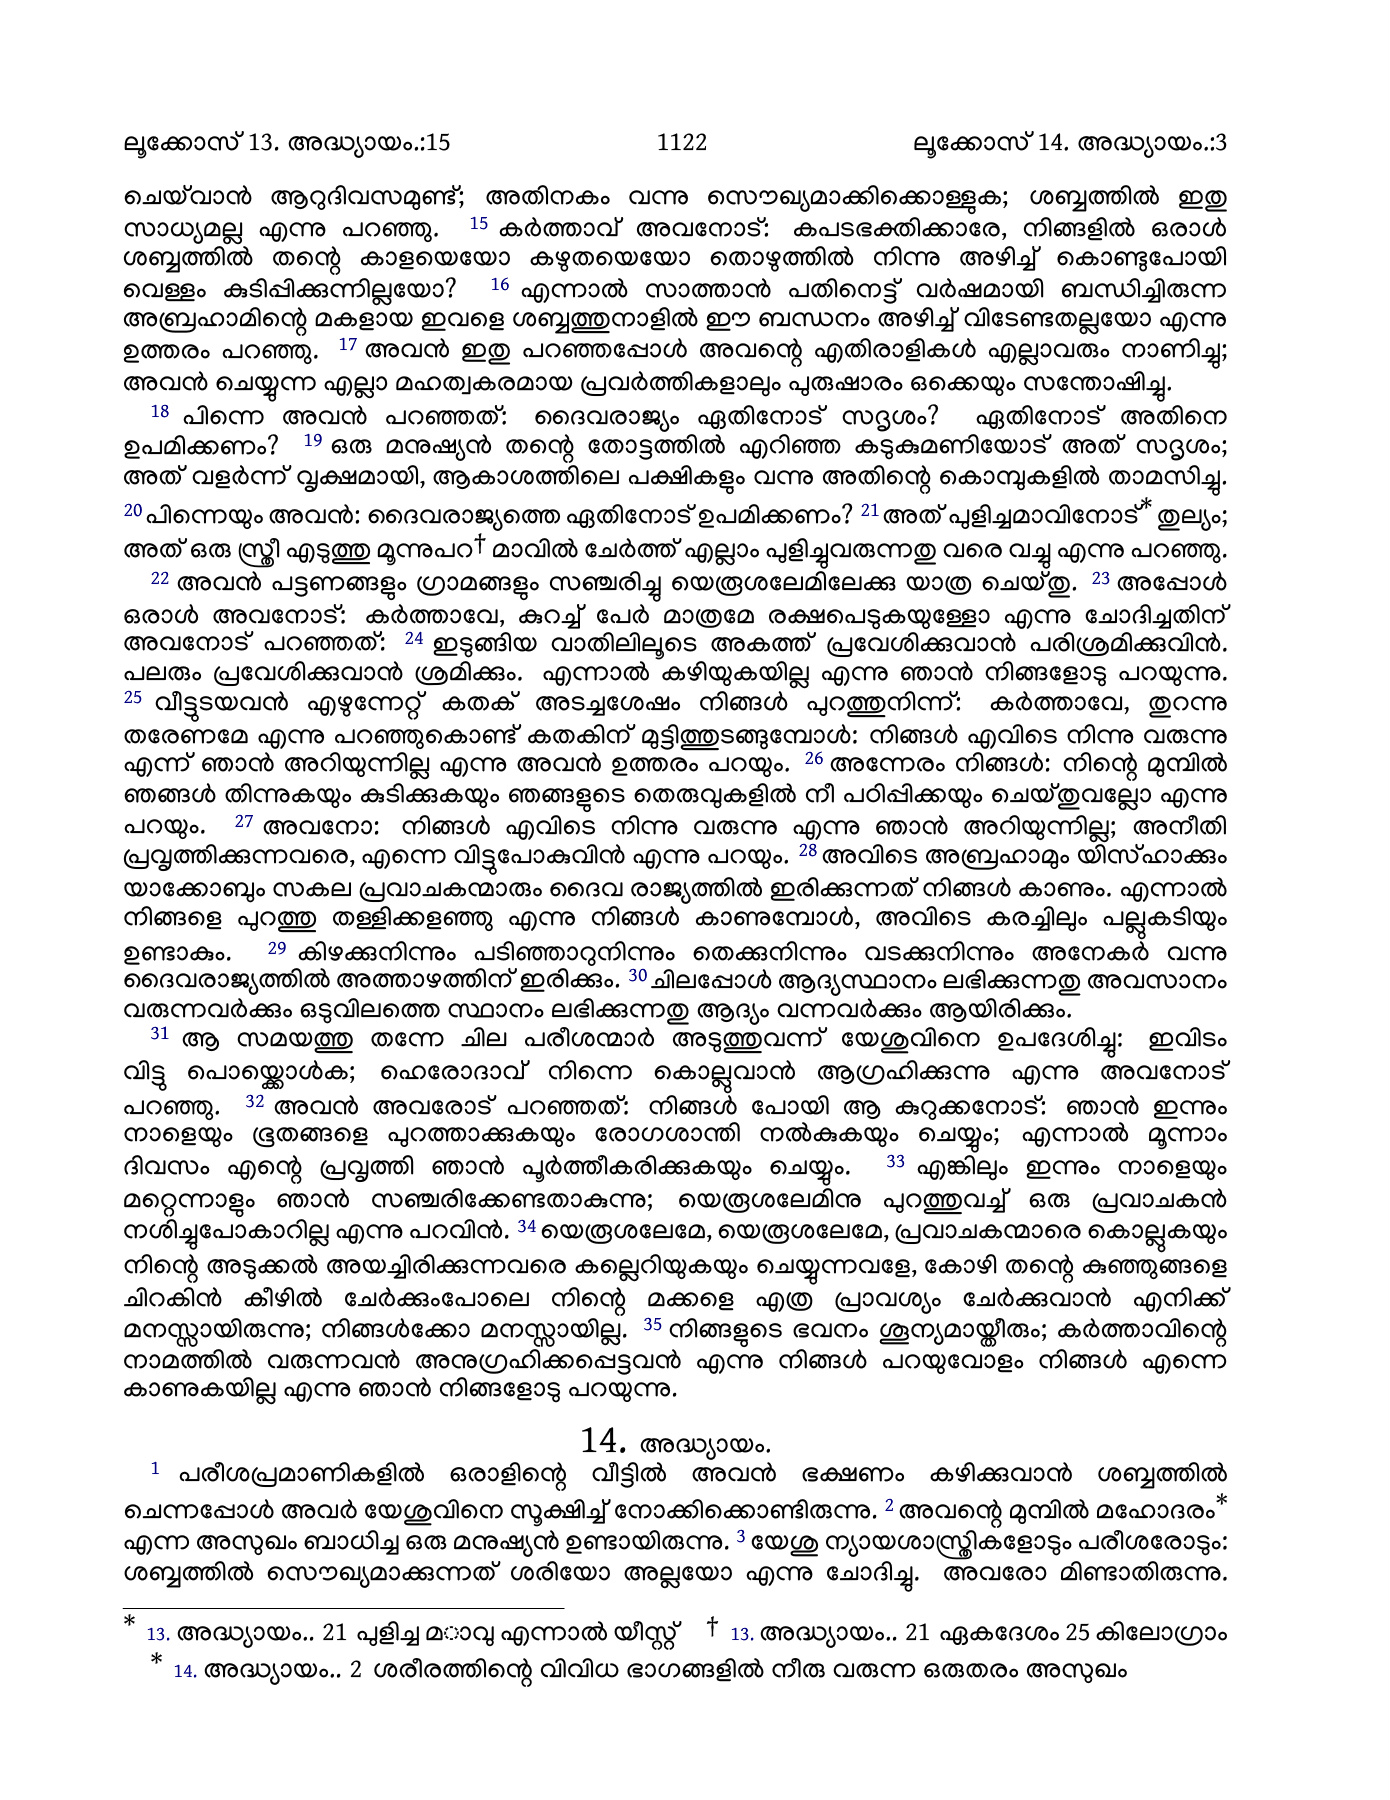 ലൂക്കോസ് 13. അദ്ധ്യായം.:15 1122 ലൂക്കോസ് 14. അദ്ധ്യായം.:3
ചെയ്‌വാൻ ആറുദിവസമുണ്ട്; അതിനകം വന്നു സൌഖ്യമാക്കിക്കൊള്ളുക; ശബ്ബത്തിൽ ഇതു
സാധ്യമല്ല എന്നു പറഞ്ഞു. 15 കർത്താവ് അവനോട്: കപടഭക്തിക്കാരേ, നിങ്ങളിൽ ഒരാൾ
ശബ്ബത്തിൽ തന്റെ കാളയെയോ കഴുതയെയോ തൊഴുത്തിൽ നിന്നു അഴിച്ച് കൊണ്ടുപോയി
വെള്ളം കുടിപ്പിക്കുന്നില്ലയോ? 16 എന്നാൽ സാത്താൻ പതിനെട്ട് വർഷമായി ബന്ധിച്ചിരുന്ന
അബ്രഹാമിന്റെ മകളായ ഇവളെ ശബ്ബത്തുനാളിൽ ഈ ബന്ധനം അഴിച്ച് വിടേണ്ടതല്ലയോ എന്നു
ഉത്തരം പറഞ്ഞു. 17 അവൻ ഇതു പറഞ്ഞപ്പോൾ അവന്റെ എതിരാളികൾ എല്ലാവരും നാണിച്ചു;
അവൻ ചെയ്യുന്ന എല്ലാ മഹത്വകരമായ പ്രവർത്തികളാലും പുരുഷാരം ഒക്കെയും സന്തോഷിച്ചു.
18 പിന്നെ അവൻ പറഞ്ഞത്: ദൈവരാജ്യം ഏതിനോട് സദൃശം? ഏതിനോട് അതിനെ
ഉപമിക്കണം? 19 ഒരു മനുഷ്യൻ തന്റെ തോട്ടത്തിൽ എറിഞ്ഞ കടുകുമണിയോട് അത് സദൃശം;
അത് വളർന്ന് വൃക്ഷമായി, ആകാശത്തിലെ പക്ഷികളും വന്നു അതിന്റെ കൊമ്പുകളിൽ താമസിച്ചു.
20 പിന്നെയും അവൻ: ദൈവരാജ്യത്തെ ഏതിനോട് ഉപമിക്കണം? 21 അത് പുളിച്ചമാവിനോട്* തുല്യം;
അത് ഒരു സ്ത്രീ എടുത്തു മൂന്നുപറ† മാവിൽ ചേർത്ത് എല്ലാം പുളിച്ചുവരുന്നതു വരെ വച്ചു എന്നു പറഞ്ഞു.
22 അവൻ പട്ടണങ്ങളും ഗ്രാമങ്ങളും സഞ്ചരിച്ചു യെരൂശലേമിലേക്കു യാത്ര ചെയ്തു. 23 അപ്പോൾ
ഒരാൾ അവനോട്: കർത്താവേ, കുറച്ച് പേർ മാത്രമേ രക്ഷപെടുകയുള്ളോ എന്നു ചോദിച്ചതിന്
അവനോട് പറഞ്ഞത്: 24 ഇടുങ്ങിയ വാതിലിലൂടെ അകത്ത് പ്രവേശിക്കുവാൻ പരിശ്രമിക്കുവിൻ.
പലരും പ്രവേശിക്കുവാൻ ശ്രമിക്കും. എന്നാൽ കഴിയുകയില്ല എന്നു ഞാൻ നിങ്ങളോടു പറയുന്നു.
25 വീട്ടുടയവൻ എഴുന്നേറ്റ് കതക് അടച്ചശേഷം നിങ്ങൾ പുറത്തുനിന്ന്: കർത്താവേ, തുറന്നു
തരേണമേ എന്നു പറഞ്ഞുകൊണ്ട് കതകിന് മുട്ടിത്തുടങ്ങുമ്പോൾ: നിങ്ങൾ എവിടെ നിന്നു വരുന്നു
എന്ന് ഞാൻ അറിയുന്നില്ല എന്നു അവൻ ഉത്തരം പറയും. 26 അന്നേരം നിങ്ങൾ: നിന്റെ മുമ്പിൽ
ഞങ്ങൾ തിന്നുകയും കുടിക്കുകയും ഞങ്ങളുടെ തെരുവുകളിൽ നീ പഠിപ്പിക്കയും ചെയ്തുവല്ലോ എന്നു
പറയും. 27 അവനോ: നിങ്ങൾ എവിടെ നിന്നു വരുന്നു എന്നു ഞാൻ അറിയുന്നില്ല; അനീതി
പ്രവൃത്തിക്കുന്നവരെ, എന്നെ വിട്ടുപോകുവിൻ എന്നു പറയും. 28 അവിടെ അബ്രഹാമും യിസ്ഹാക്കും
യാക്കോബും സകല പ്രവാചകന്മാരും ദൈവ രാജ്യത്തിൽ ഇരിക്കുന്നത് നിങ്ങൾ കാണും. എന്നാൽ
നിങ്ങളെ പുറത്തു തള്ളിക്കളഞ്ഞു എന്നു നിങ്ങൾ കാണുമ്പോൾ, അവിടെ കരച്ചിലും പല്ലുകടിയും
ഉണ്ടാകും. 29 കിഴക്കുനിന്നും പടിഞ്ഞാറുനിന്നും തെക്കുനിന്നും വടക്കുനിന്നും അനേകർ വന്നു
ദൈവരാജ്യത്തിൽ അത്താഴത്തിന് ഇരിക്കും. 30 ചിലപ്പോൾ ആദ്യസ്ഥാനം ലഭിക്കുന്നതു അവസാനം
വരുന്നവർക്കും ഒടുവിലത്തെ സ്ഥാനം ലഭിക്കുന്നതു ആദ്യം വന്നവർക്കും ആയിരിക്കും.
31 ആ സമയത്തു തന്നേ ചില പരീശന്മാർ അടുത്തുവന്ന് യേശുവിനെ ഉപദേശിച്ചു: ഇവിടം
വിട്ടു പൊയ്ക്കൊൾക; ഹെരോദാവ് നിന്നെ കൊല്ലുവാൻ ആഗ്രഹിക്കുന്നു എന്നു അവനോട്
പറഞ്ഞു. 32 അവൻ അവരോട് പറഞ്ഞത്: നിങ്ങൾ പോയി ആ കുറുക്കനോട്: ഞാൻ ഇന്നും
നാളെയും ഭൂതങ്ങളെ പുറത്താക്കുകയും രോഗശാന്തി നൽകുകയും ചെയ്യും; എന്നാൽ മൂന്നാം
ദിവസം എന്റെ പ്രവൃത്തി ഞാൻ പൂർത്തീകരിക്കുകയും ചെയ്യും. 33 എങ്കിലും ഇന്നും നാളെയും
മറ്റെന്നാളും ഞാൻ സഞ്ചരിക്കേണ്ടതാകുന്നു; യെരൂശലേമിനു പുറത്തുവച്ച് ഒരു പ്രവാചകൻ
നശിച്ചുപോകാറില്ല എന്നു പറവിൻ. 34 യെരൂശലേമേ, യെരൂശലേമേ, പ്രവാചകന്മാരെ കൊല്ലുകയും
നിന്റെ അടുക്കൽ അയച്ചിരിക്കുന്നവരെ കല്ലെറിയുകയും ചെയ്യുന്നവളേ, കോഴി തന്റെ കുഞ്ഞുങ്ങളെ
ചിറകിൻ കീഴിൽ ചേർക്കുംപോലെ നിന്റെ മക്കളെ എത്ര പ്രാവശ്യം ചേർക്കുവാൻ എനിക്ക്
മനസ്സായിരുന്നു; നിങ്ങൾക്കോ മനസ്സായില്ല. 35 നിങ്ങളുടെ ഭവനം ശൂന്യമായ്തീരും; കർത്താവിന്റെ
നാമത്തിൽ വരുന്നവൻ അനുഗ്രഹിക്കപ്പെട്ടവൻ എന്നു നിങ്ങൾ പറയുവോളം നിങ്ങൾ എന്നെ
കാണുകയില്ല എന്നു ഞാൻ നിങ്ങളോടു പറയുന്നു.
14. അദ്ധ്യായം.
1 പരീശപ്രമാണികളിൽ ഒരാളിന്റെ വീട്ടിൽ അവൻ ഭക്ഷണം കഴിക്കുവാൻ ശബ്ബത്തിൽ
ചെന്നപ്പോൾ അവർ യേശുവിനെ സൂക്ഷിച്ച് നോക്കിക്കൊണ്ടിരുന്നു. 2 അവന്റെ മുമ്പിൽ മഹോദരം*
എന്ന അസുഖം ബാധിച്ച ഒരു മനുഷ്യൻ ഉണ്ടായിരുന്നു. 3 യേശു ന്യായശാസ്ത്രികളോടും പരീശരോടും:
ശബ്ബത്തിൽ സൌഖ്യമാക്കുന്നത് ശരിയോ അല്ലയോ എന്നു ചോദിച്ചു. അവരോ മിണ്ടാതിരുന്നു.
* 13. അദ്ധ്യായം.. 21 പുളിച്ച മ◌ാവു എന്നാൽ യീസ്റ്റ് † 13. അദ്ധ്യായം.. 21 ഏകദേശം 25 കിലോഗ്രാം
* 14. അദ്ധ്യായം.. 2 ശരീരത്തിന്റെ വിവിധ ഭാഗങ്ങളിൽ നീരു വരുന്ന ഒരുതരം അസുഖം